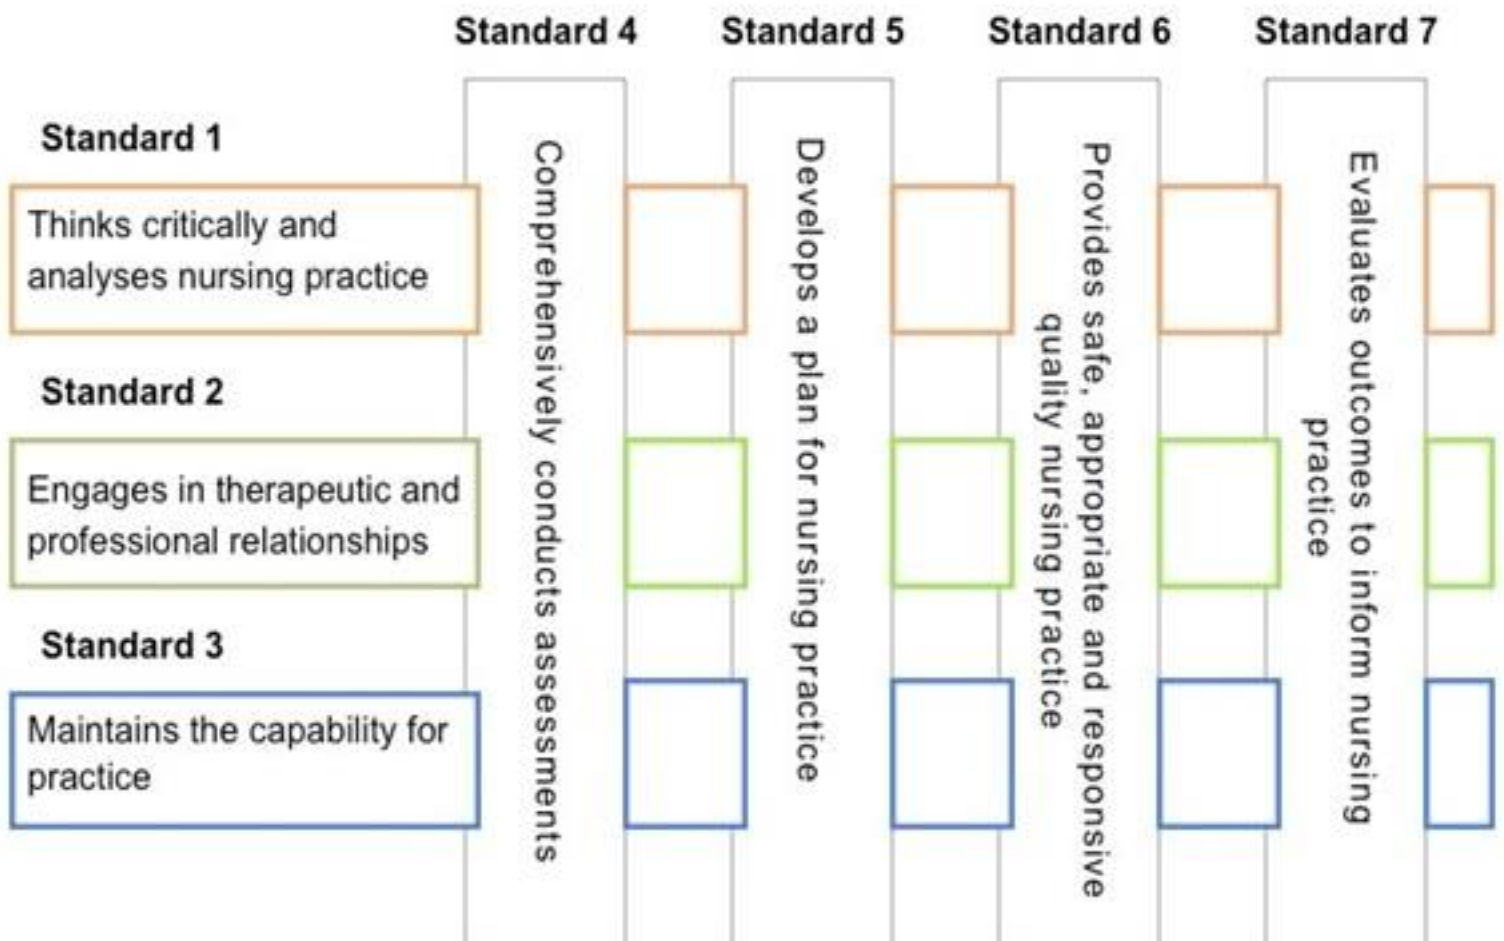 Standard 4
Standard 5
Standard 6
Standard 7
Standard 1
Thinks critically and
analyses nursing practice
Standard 2
Engages in therapeutic and
professional relationships
Standard 3
Maintains the capability for
practice
Comprehensively conducts assessments
Develops a plan for nursing practice
Provides safe, appropriate and responsive
quality nursing practice
Evaluates outcomes to inform nursing
practice